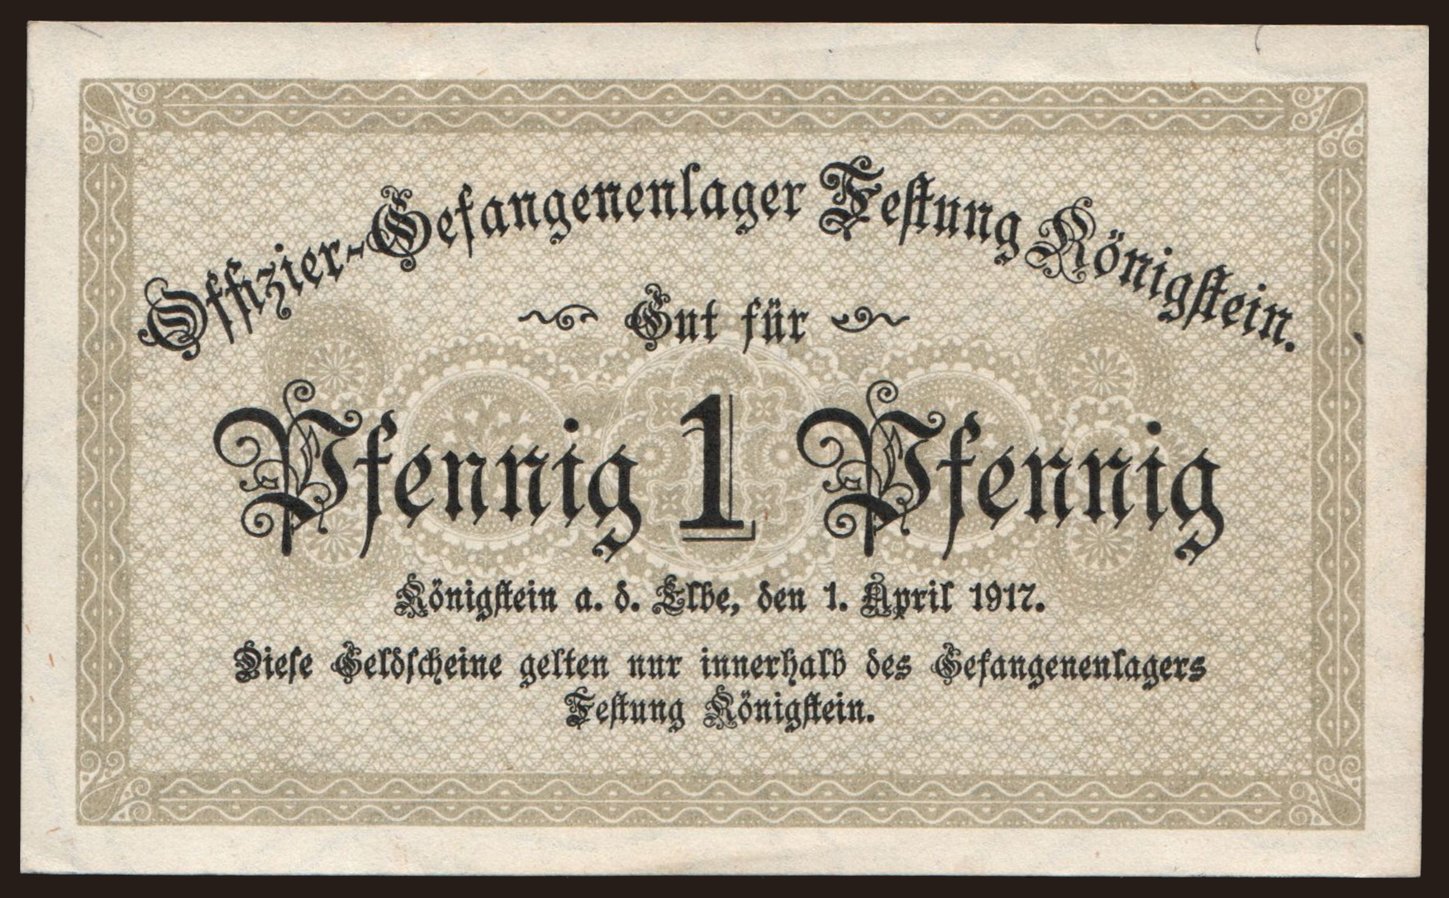 Offizier-Gefangenenlager Festung Königstein.
Gut für
Pfennig 1 Pfennig
Königstein a. d. Elbe, den 1. April 1917.
Diese Geldscheine gelten nur innerhalb des Gefangenenlagers
Festung Königstein.